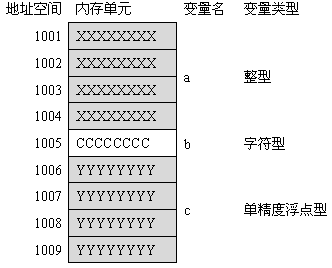 地址空间 内存单元 变量名 变量类型
1001 XXXXXXXX
1002 XXXXXXXX
a 整型
1003 XXXXXXXX
1004 XXXXXXXX
1005 CCCCCCCC b 字符型
1006 YYYYYYYY
1007 YYYYYYYY
c 单精度浮点型
1008 YYYYYYYY
1009 YYYYYYYY